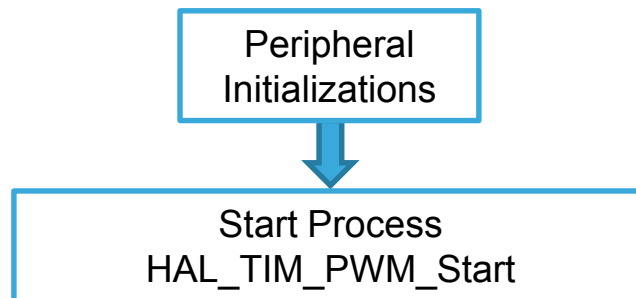 Peripheral
Initializations
Start Process
HAL_TIM_PWM_Start